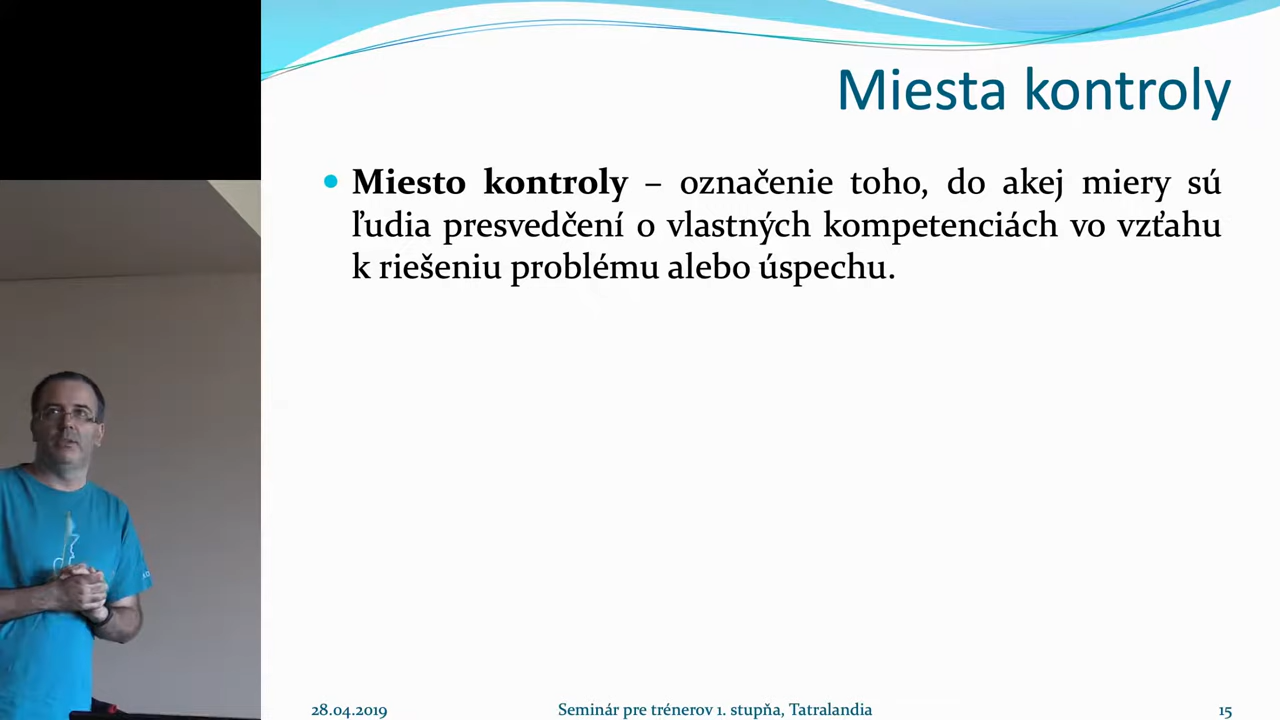 Miesta kontroly
• Miesto kontroly – označenie toho, do akej miery sú
ľudia presvedčení o vlastných kompetenciách vo vzťahu
k riešeniu problému alebo úspechu.
28.04.2019
Seminár pre trénerov 1. stupňa, Tatralandia
15